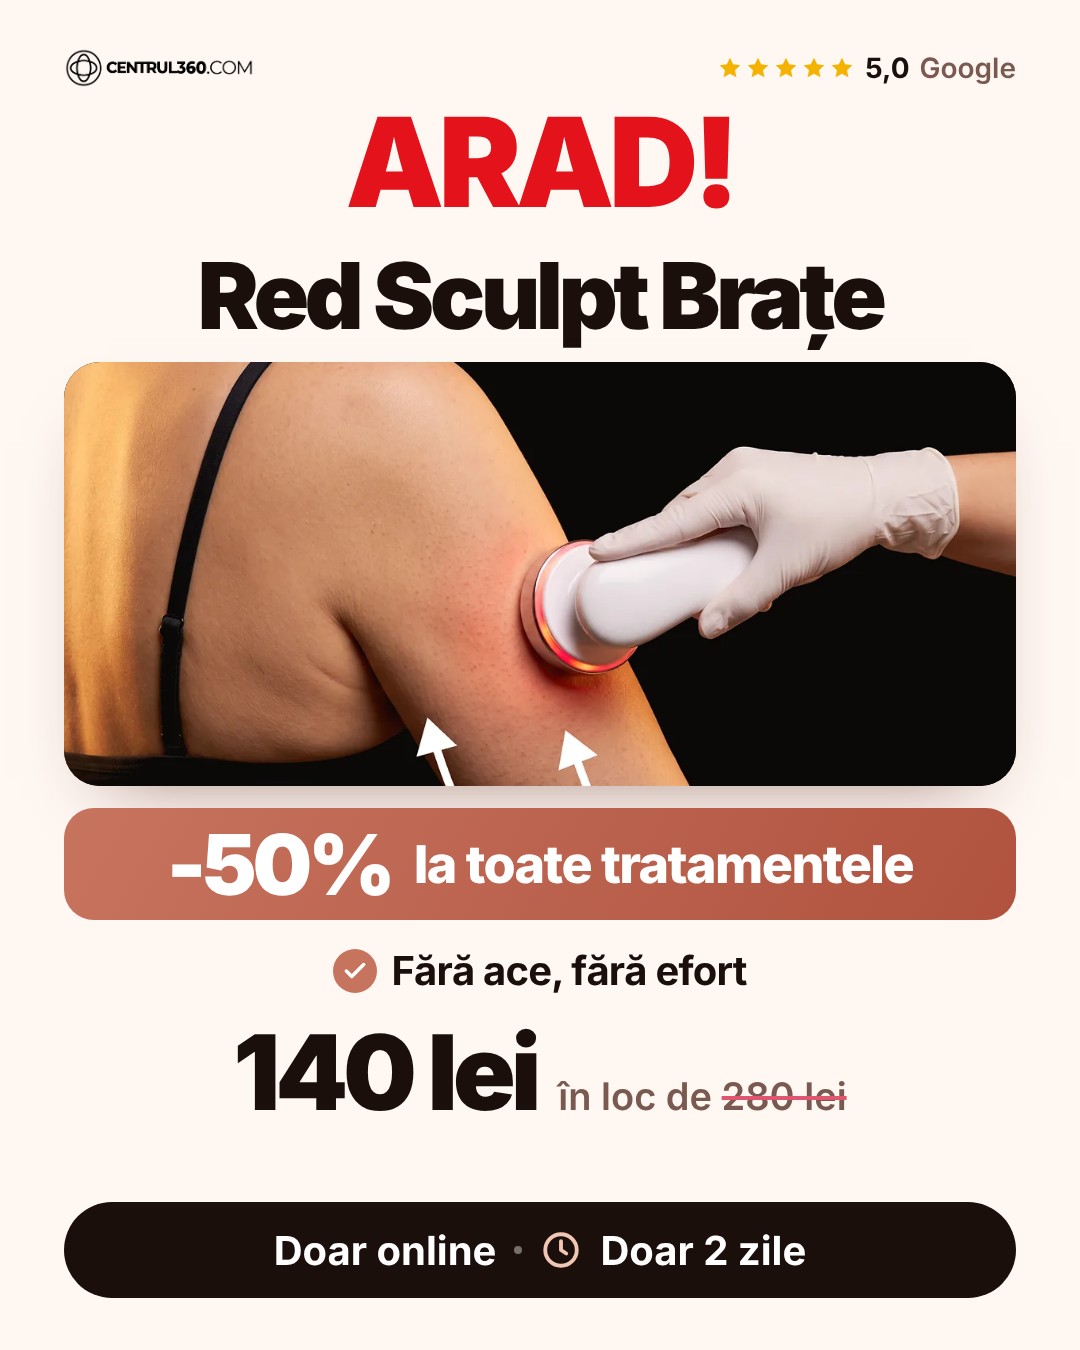 CENTRUL360.COM
5,0 Google
ARAD!
Red Sculpt Brațe
-50% la toate tratamentele
Fără ace, fără efort
140 lei în loc de 280 lei
Doar online · Doar 2 zile